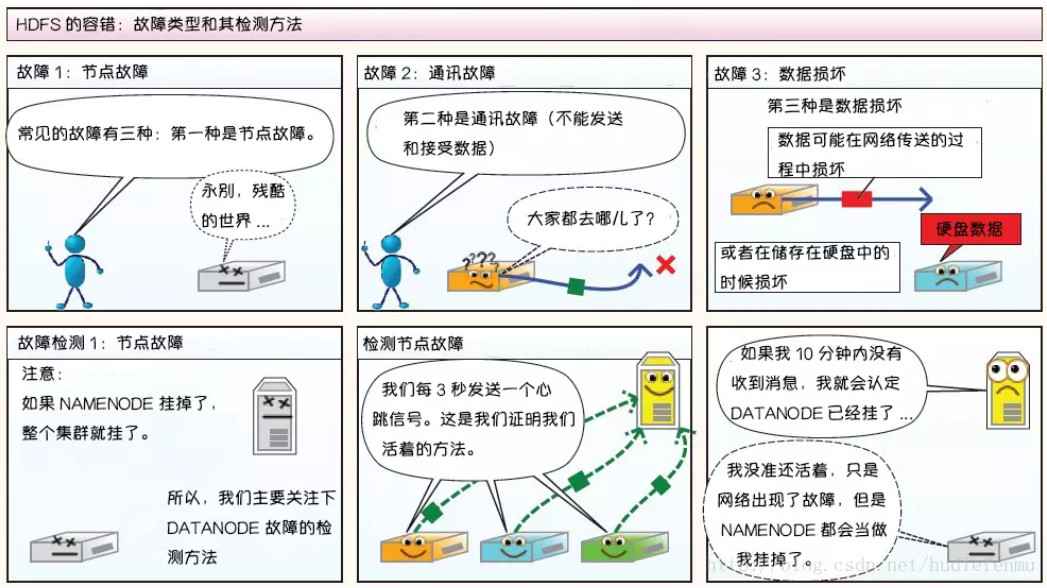 HDFS 的容错：故障类型和其检测方法
故障 1：节点故障
常见的故障有三种：第一种是节点故障。
永别，残酷
的世界 ...
故障 2：通讯故障
第二种是通讯故障（不能发送
和接受数据）
大家都去哪儿了？
????
故障 3：数据损坏
第三种是数据损坏
数据可能在网络传送的过
程中损坏
硬盘数据
或者在储存在硬盘中的
时候损坏
故障检测 1：节点故障
注意：
如果 NAMENODE 挂掉了，
整个集群就挂了。
所以，我们主要关注下
DATANODE 故障的检
测方法
检测节点故障
我们每 3 秒发送一个心
跳信号。这是我们证明我们
活着的方法。
如果我 10 分钟内没有
收到消息，我就会认定
DATANODE 已经挂了 ...
我没准还活着，只是
网络出现了故障，但是
NAMENODE 都会当做
我挂掉了。
http://blog.csdn.net/hudiefenmu